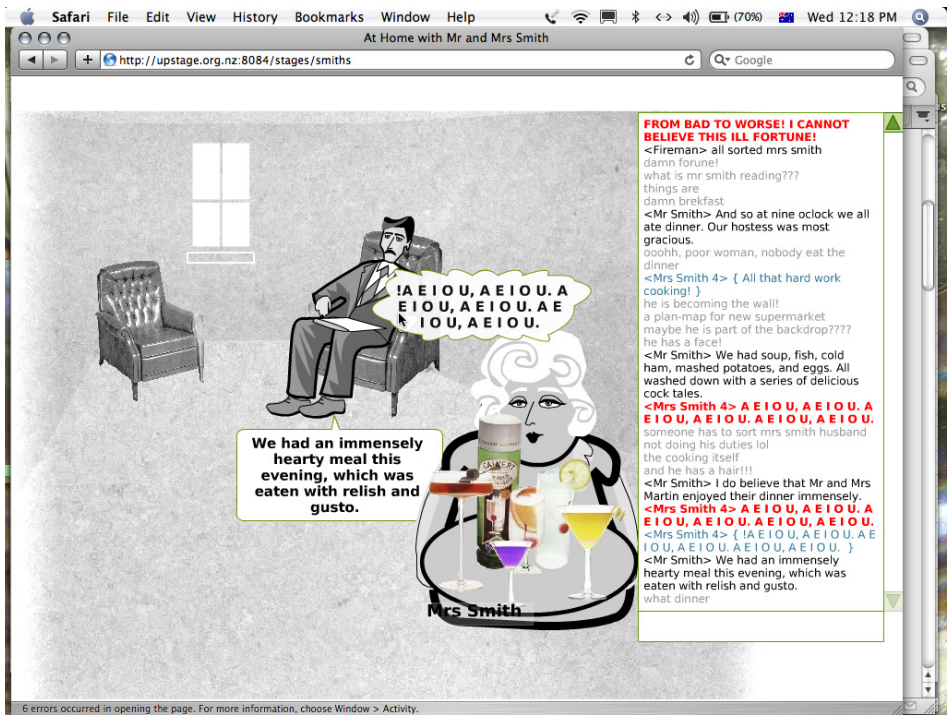 Safari File Edit View History Bookmarks Window Help (70%) Wed 12:18 PM
At Home with Mr and Mrs Smith
http://upstage.org.nz:8084/stages/smiths
Google
!A E I O U, A E I O U. A
E I O U, A E I O U. A E
I O U, A E I O U.
We had an immensely
hearty meal this
evening, which was
eaten with relish and
gusto.
Mrs Smith
FROM BAD TO WORSE! I CANNOT
BELIEVE THIS ILL FORTUNE!
<Fireman> all sorted mrs smith
damn forune!
what is mr smith reading???
things are
damn brekfast
<Mr Smith> And so at nine oclock we all
ate dinner. Our hostess was most
gracious.
ooohh, poor woman, nobody eat the
dinner
<Mrs Smith 4> { All that hard work
cooking! }
he is becoming the wall!
a plan-map for new supermarket
maybe he is part of the backdrop????
he has a face!
<Mr Smith> We had soup, fish, cold
ham, mashed potatoes, and eggs. All
washed down with a series of delicious
cock tales.
<Mrs Smith 4> A E I O U, A E I O U. A
E I O U, A E I O U. A E I O U, A E I O U.
someone has to sort mrs smith husband
not doing his duties lol
the cooking itself
and he has a hair!!!
<Mr Smith> I do believe that Mr and Mrs
Martin enjoyed their dinner immensely.
<Mrs Smith 4> A E I O U, A E I O U. A
E I O U, A E I O U. A E I O U, A E I O U.
<Mrs Smith 4> { !A E I O U, A E I O U. A E
I O U, A E I O U. A E I O U, A E I O U.  }
<Mr Smith> We had an immensely
hearty meal this evening, which was
eaten with relish and gusto.
what dinner
6 errors occurred in opening the page. For more information, choose Window > Activity.